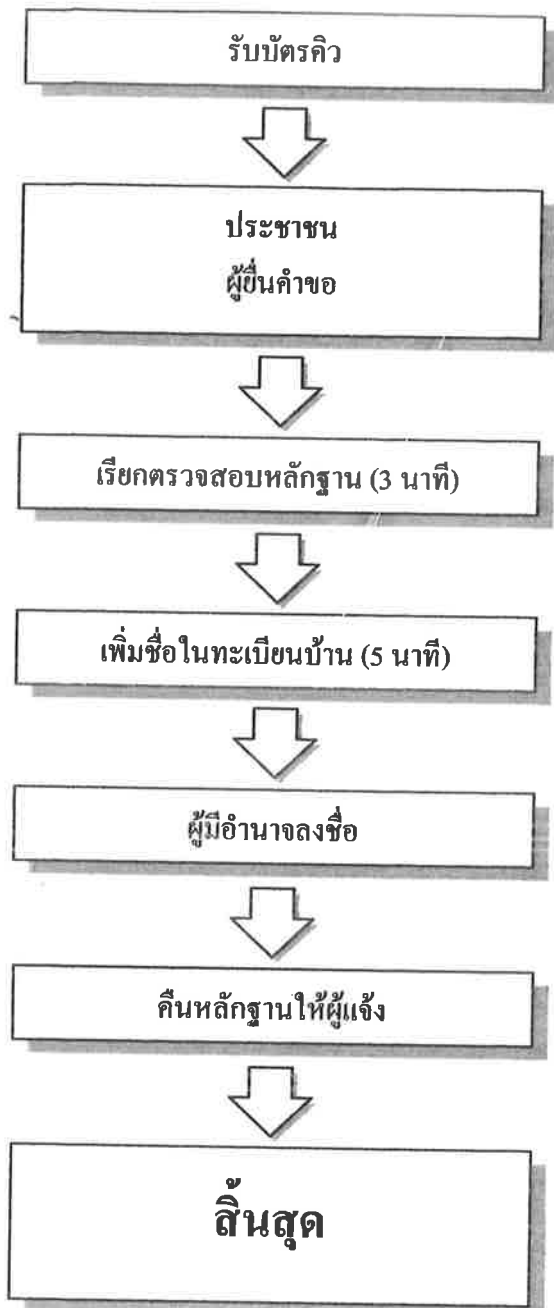 รับบัตรคิว
ประชาชน
ผู้ยื่นคำขอ
เรียกตรวจสอบหลักฐาน (3 นาที)
เพิ่มชื่อในทะเบียนบ้าน (5 นาที)
ผู้มีอำนาจลงชื่อ
คืนหลักฐานให้ผู้แจ้ง
สิ้นสุด